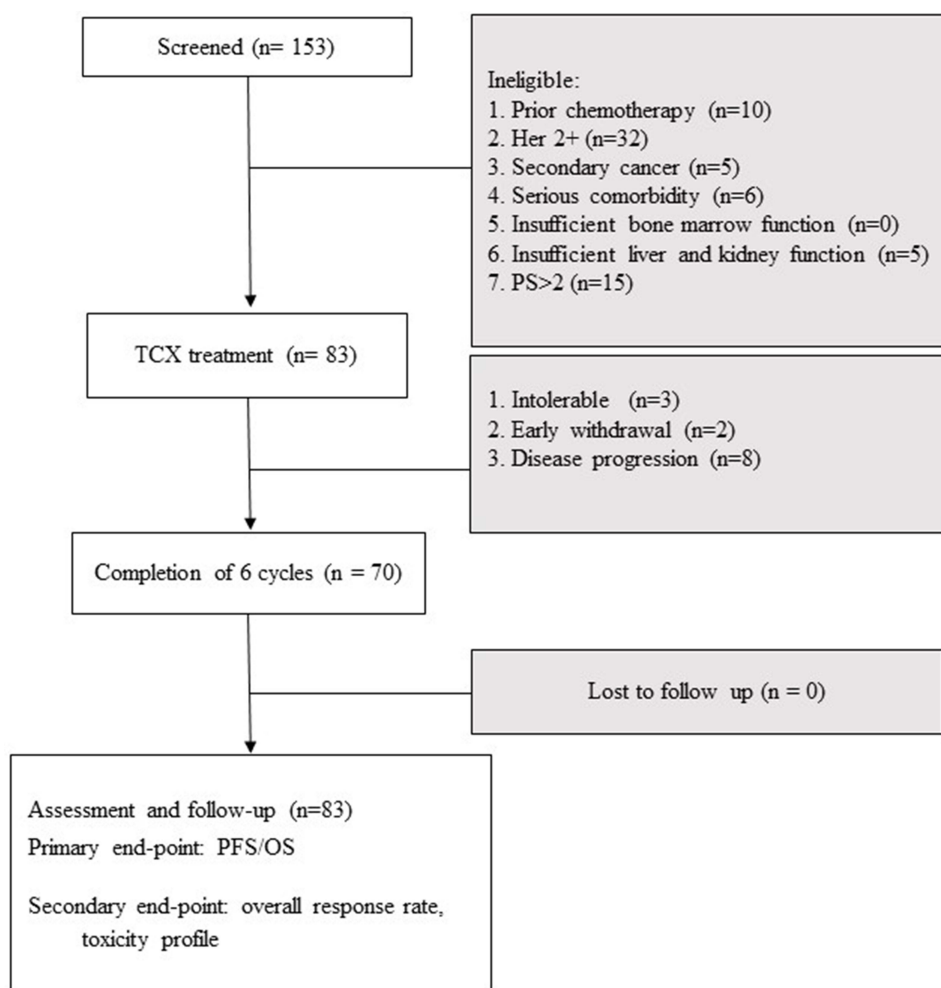 Screened (n= 153)
Ineligible:
1. Prior chemotherapy (n=10)
2. Her 2+ (n=32)
3. Secondary cancer (n=5)
4. Serious comorbidity (n=6)
5. Insufficient bone marrow function (n=0)
6. Insufficient liver and kidney function (n=5)
7. PS>2 (n=15)
TCX treatment (n= 83)
1. Intolerable (n=3)
2. Early withdrawal (n=2)
3. Disease progression (n=8)
Completion of 6 cycles (n = 70)
Lost to follow up (n = 0)
Assessment and follow-up (n=83)
Primary end-point: PFS/OS
Secondary end-point: overall response rate,
toxicity profile